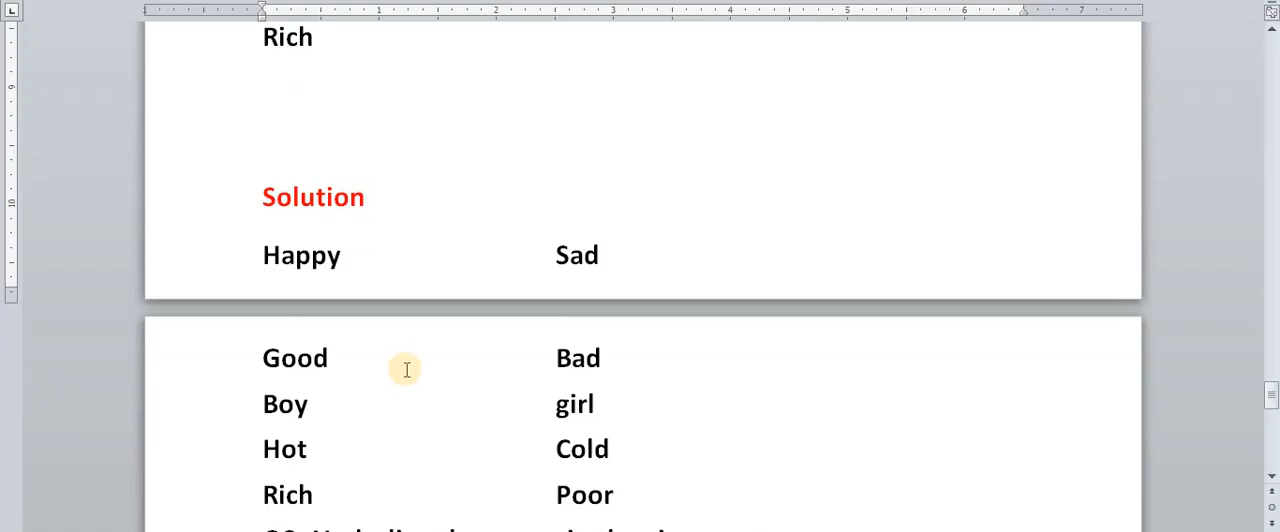 Rich
Solution
Happy Sad
Good Bad
Boy girl
Hot Cold
Rich Poor